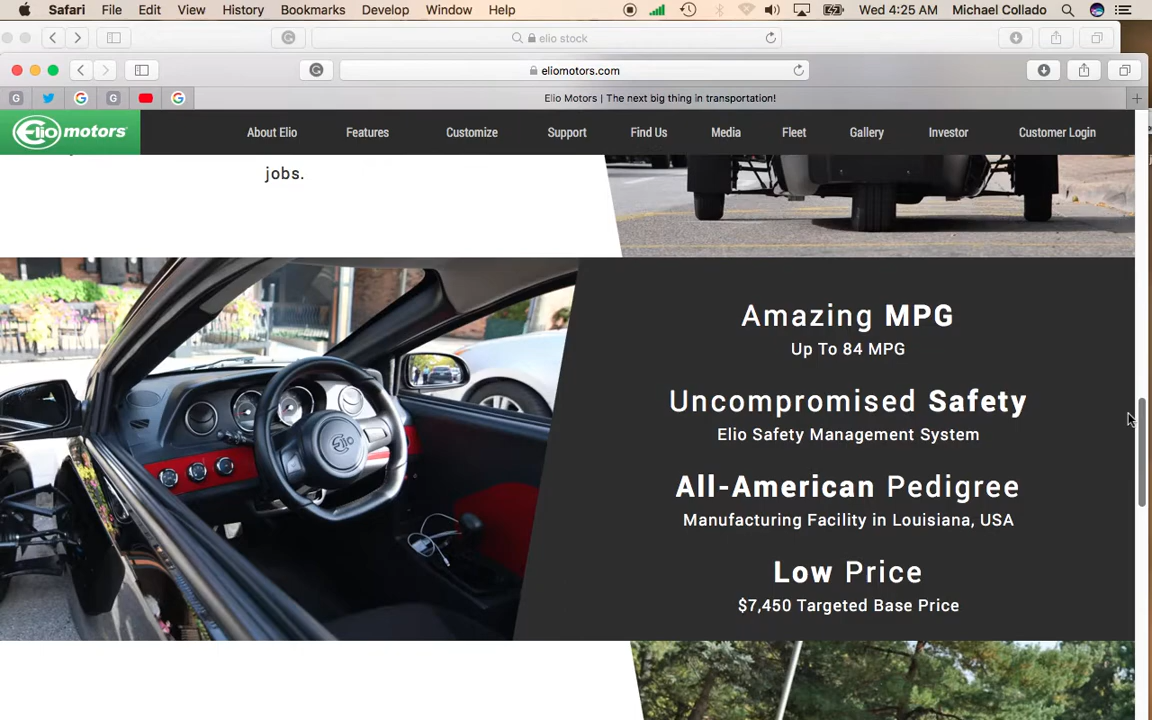 Safari File Edit View History Bookmarks Develop Window Help Wed 4:25 AM Michael Collado
elio stock
eliomotors.com
Elio Motors | The next big thing in transportation!
Elio motors About Elio Features Customize Support Find Us Media Fleet Gallery Investor Customer Login
jobs.
Amazing MPG
Up To 84 MPG
Uncompromised Safety
Elio Safety Management System
All-American Pedigree
Manufacturing Facility in Louisiana, USA
Low Price
$7,450 Targeted Base Price
Elio